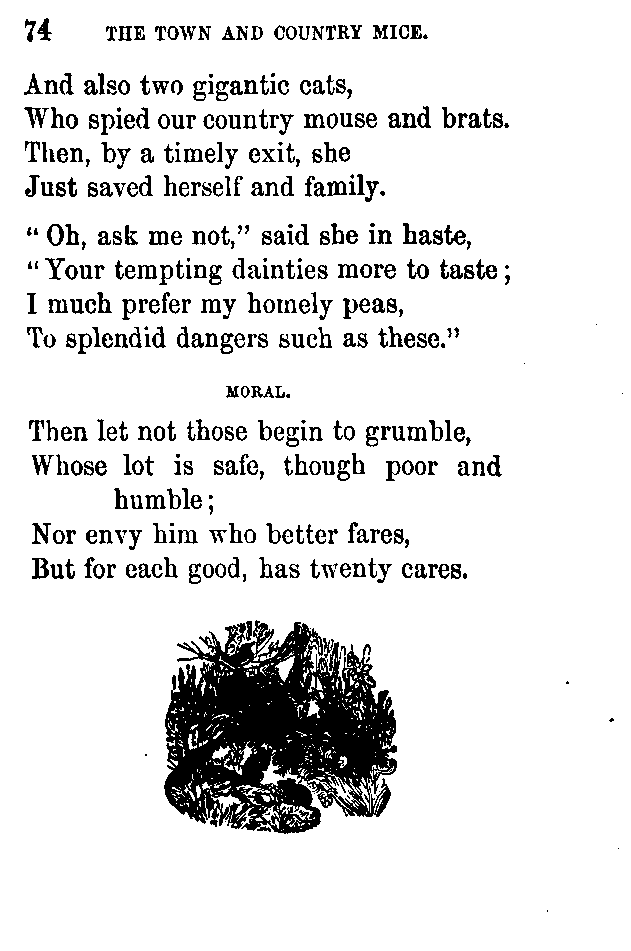 74 THE TOWN AND COUNTRY MICE.
And also two gigantic cats,
Who spied our country mouse and brats.
Then, by a timely exit, she
Just saved herself and family.
“ Oh, ask me not,” said she in haste,
“ Your tempting dainties more to taste ;
I much prefer my homely peas,
To splendid dangers such as these.”
MORAL.
Then let not those begin to grumble,
Whose lot is safe, though poor and
humble ;
Nor envy him who better fares,
But for each good, has twenty cares.